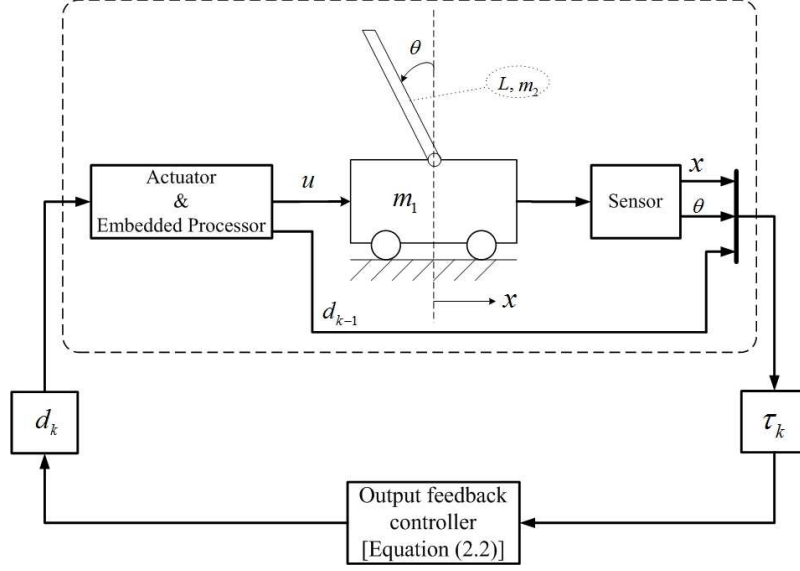 θ
L, m₂
Actuator
&
Embedded Processor
u
m₁
Sensor
x
θ
x
dₖ₋₁
dₖ
τₖ
Output feedback
controller
[Equation (2.2)]